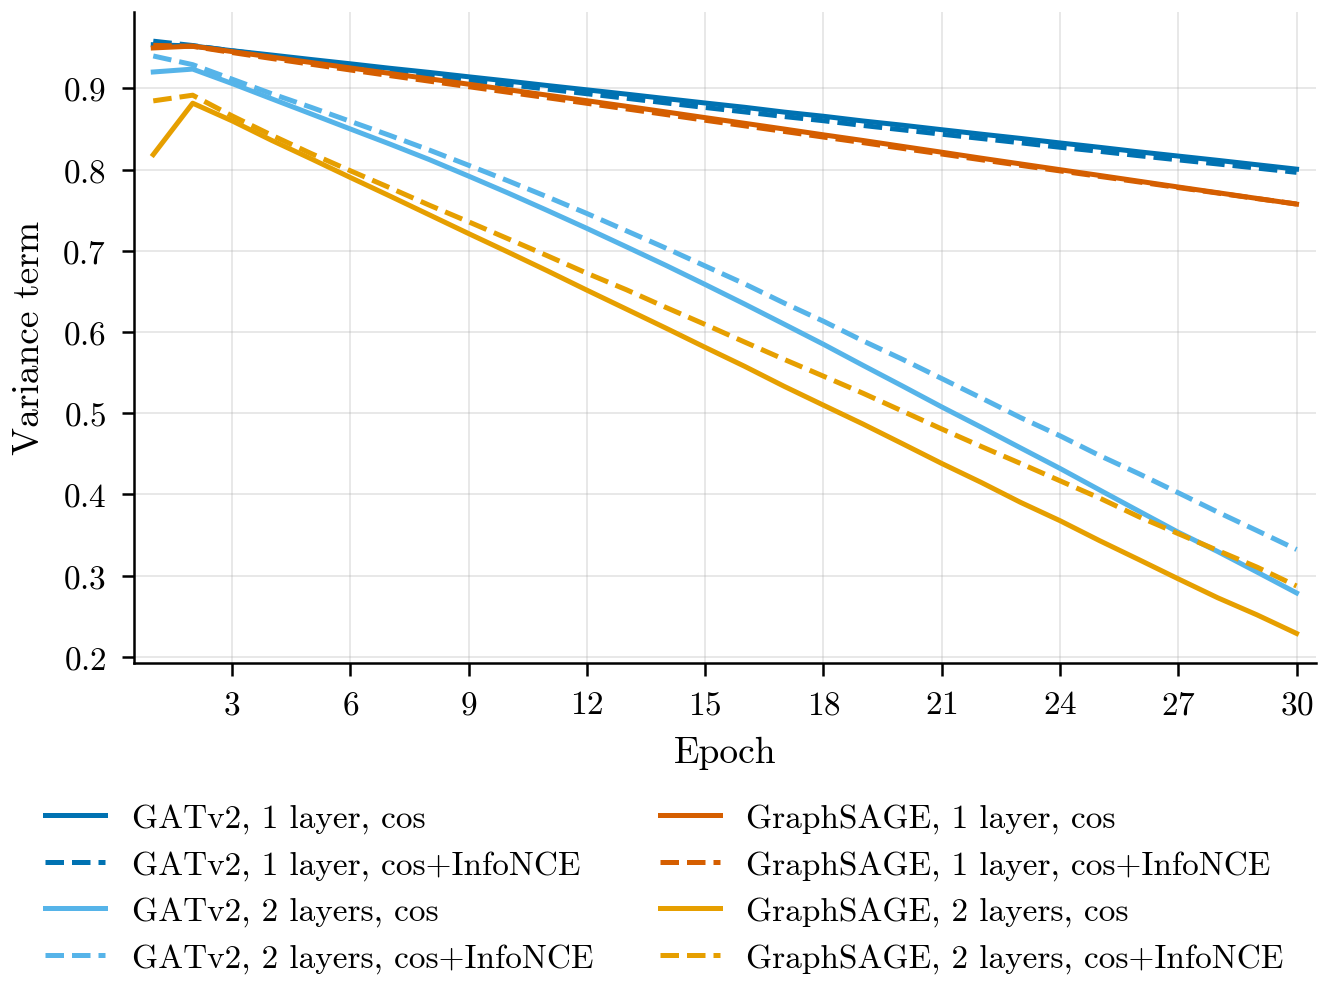 0.9
0.8
0.7
0.6
0.5
0.4
0.3
0.2
Variance term
3 6 9 12 15 18 21 24 27 30
Epoch
GATv2, 1 layer, cos
GATv2, 1 layer, cos+InfoNCE
GATv2, 2 layers, cos
GATv2, 2 layers, cos+InfoNCE
GraphSAGE, 1 layer, cos
GraphSAGE, 1 layer, cos+InfoNCE
GraphSAGE, 2 layers, cos
GraphSAGE, 2 layers, cos+InfoNCE